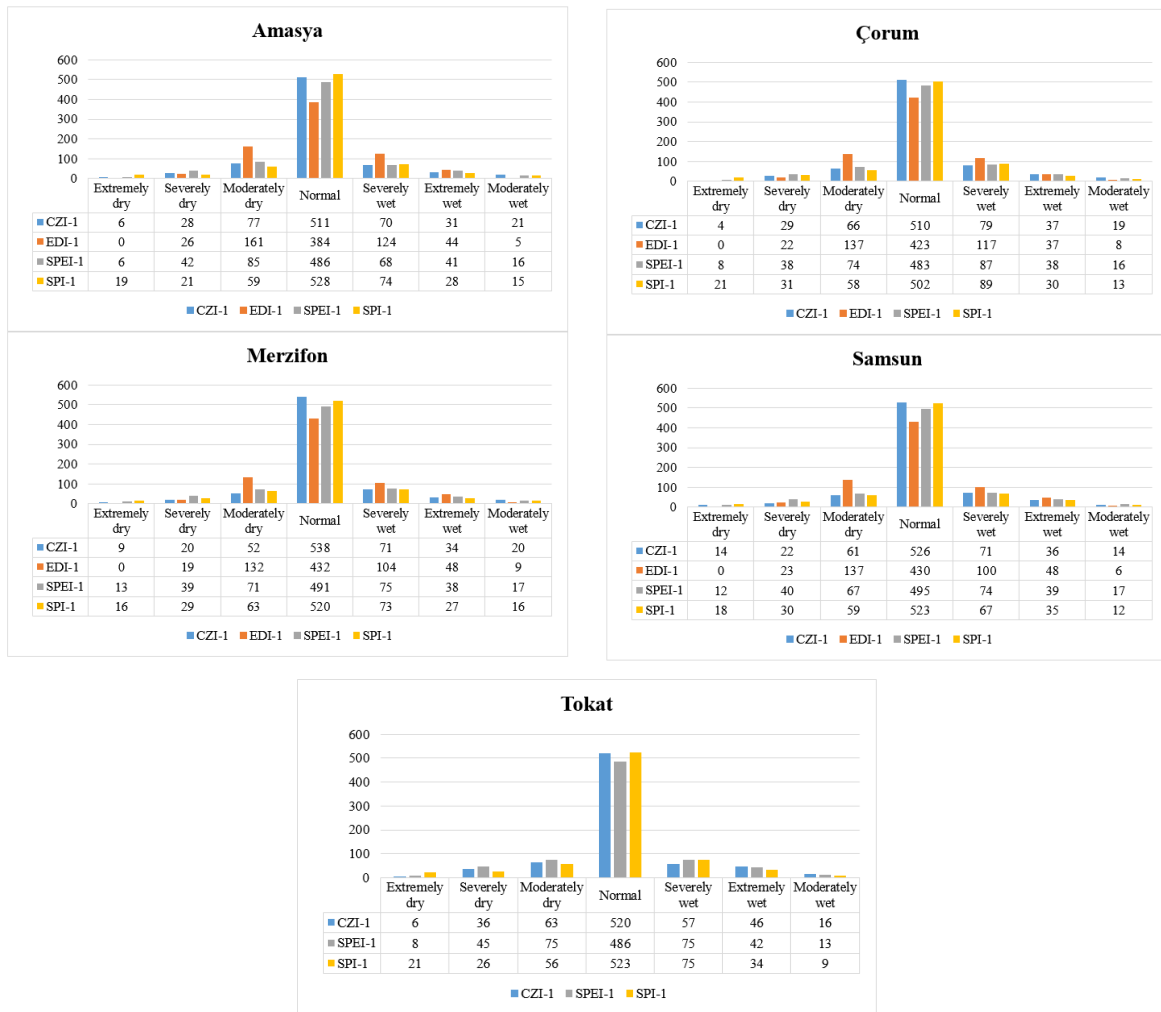 Amasya
600
500
400
300
200
100
0
Extremely dry Severely dry Moderately dry Normal Severely wet Extremely wet Moderately wet
CZI-1 6 28 77 511 70 31 21
EDI-1 0 26 161 384 124 44 5
SPEI-1 6 42 85 486 68 41 16
SPI-1 19 21 59 528 74 28 15
CZI-1 EDI-1 SPEI-1 SPI-1
Çorum
600
500
400
300
200
100
0
Extremely dry Severely dry Moderately dry Normal Severely wet Extremely wet Moderately wet
CZI-1 4 29 66 510 79 37 19
EDI-1 0 22 137 423 117 37 8
SPEI-1 8 38 74 483 87 38 16
SPI-1 21 31 58 502 89 30 13
CZI-1 EDI-1 SPEI-1 SPI-1
Merzifon
600
500
400
300
200
100
0
Extremely dry Severely dry Moderately dry Normal Severely wet Extremely wet Moderately wet
CZI-1 9 20 52 538 71 34 20
EDI-1 0 19 132 432 104 48 9
SPEI-1 13 39 71 491 75 38 17
SPI-1 16 29 63 520 73 27 16
CZI-1 EDI-1 SPEI-1 SPI-1
Samsun
600
500
400
300
200
100
0
Extremely dry Severely dry Moderately dry Normal Severely wet Extremely wet Moderately wet
CZI-1 14 22 61 526 71 36 14
EDI-1 0 23 137 430 100 48 6
SPEI-1 12 40 67 495 74 39 17
SPI-1 18 30 59 523 67 35 12
CZI-1 EDI-1 SPEI-1 SPI-1
Tokat
600
500
400
300
200
100
0
Extremely dry Severely dry Moderately dry Normal Severely wet Extremely wet Moderately wet
CZI-1 6 36 63 520 57 46 16
SPEI-1 8 45 75 486 75 42 13
SPI-1 21 26 56 523 75 34 9
CZI-1 SPEI-1 SPI-1